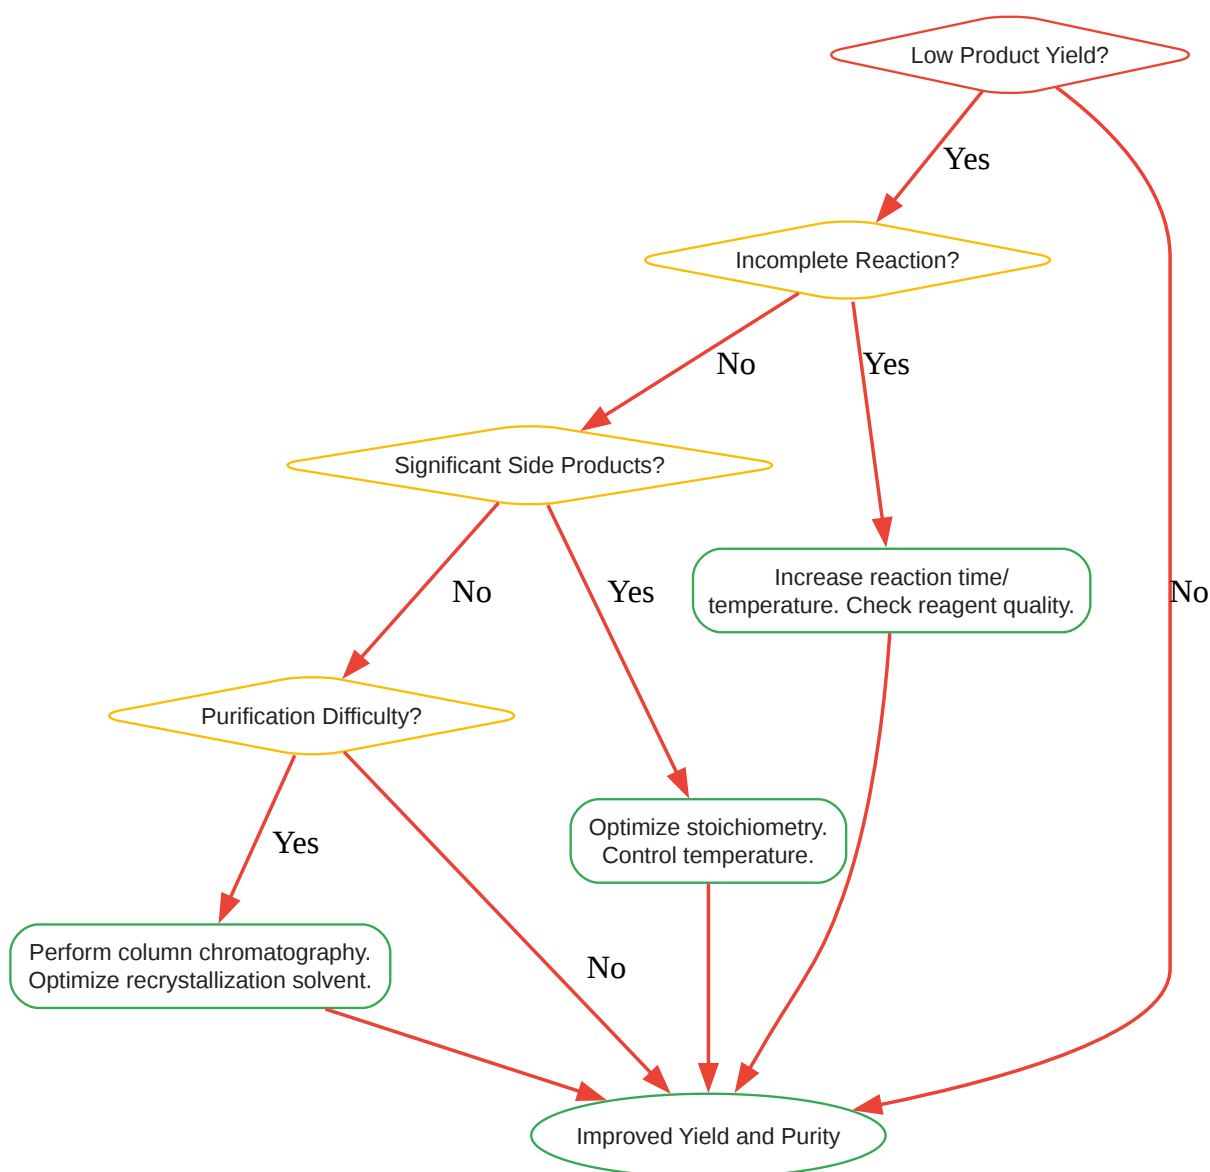 Low Product Yield?
Yes
Incomplete Reaction?
No
Yes
Significant Side Products?
No
Yes
Increase reaction time/
temperature. Check reagent quality.
No
Purification Difficulty?
Yes
Optimize stoichiometry.
Control temperature.
Perform column chromatography.
Optimize recrystallization solvent.
No
Improved Yield and Purity